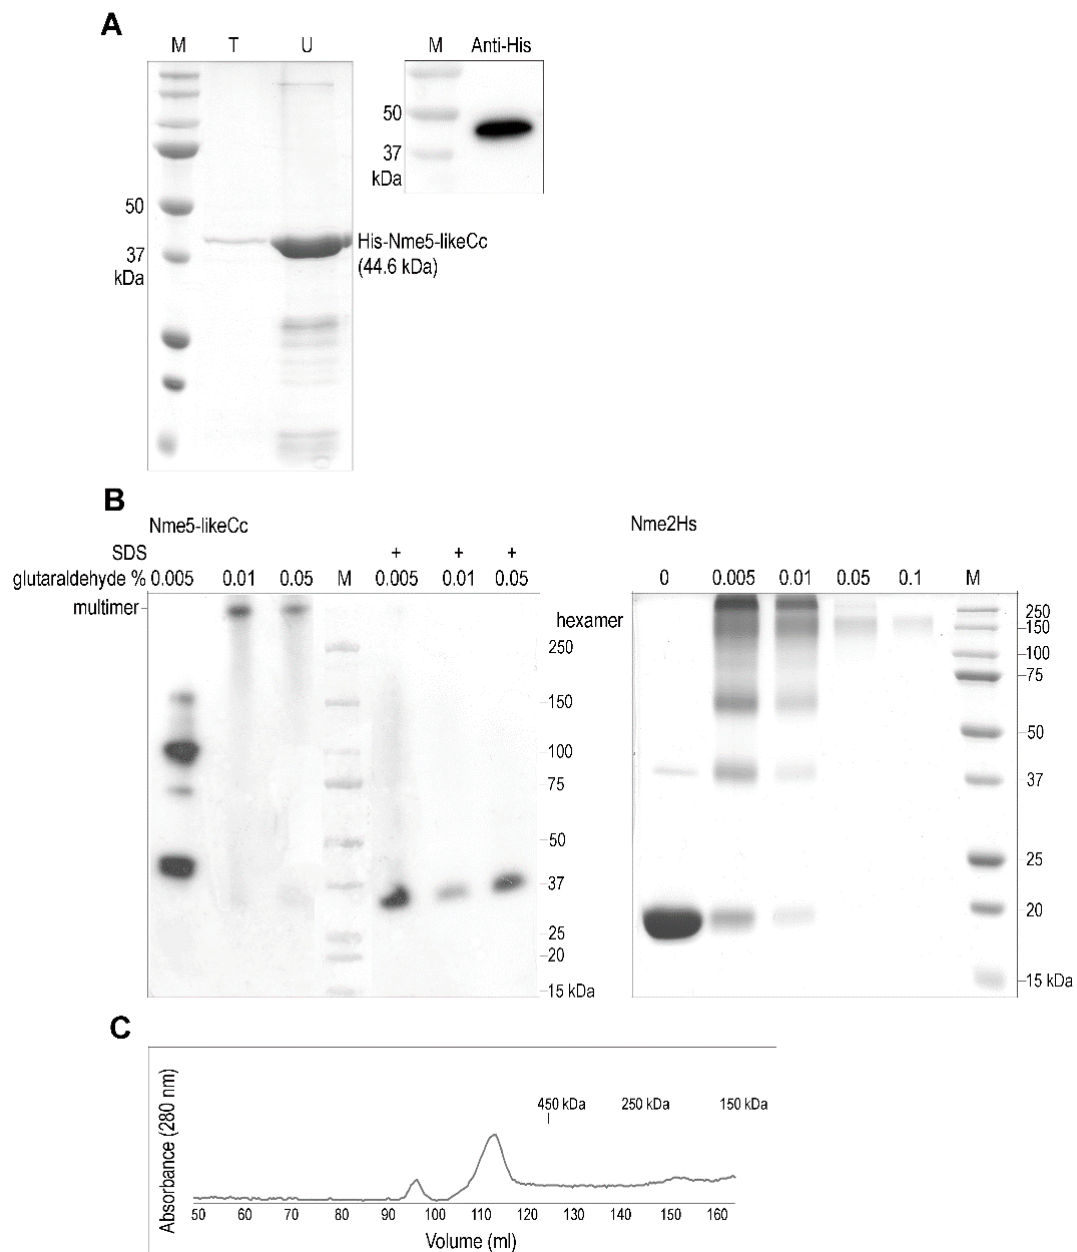 A
M T U
M Anti-His
50
37
kDa
50
37
kDa
His-Nme5-likeCc
(44.6 kDa)
B
Nme5-likeCc
SDS + + +
glutaraldehyde % 0.005 0.01 0.05 M 0.005 0.01 0.05
multimer
250
150
100
75
50
37
25
20
15 kDa
Nme2Hs
0 0.005 0.01 0.05 0.1 M
hexamer
250
150
100
75
50
37
25
20
15 kDa
C
Absorbance (280 nm)
450 kDa 250 kDa 150 kDa
50 60 70 80 90 100 110 120 130 140 150 160
Volume (ml)